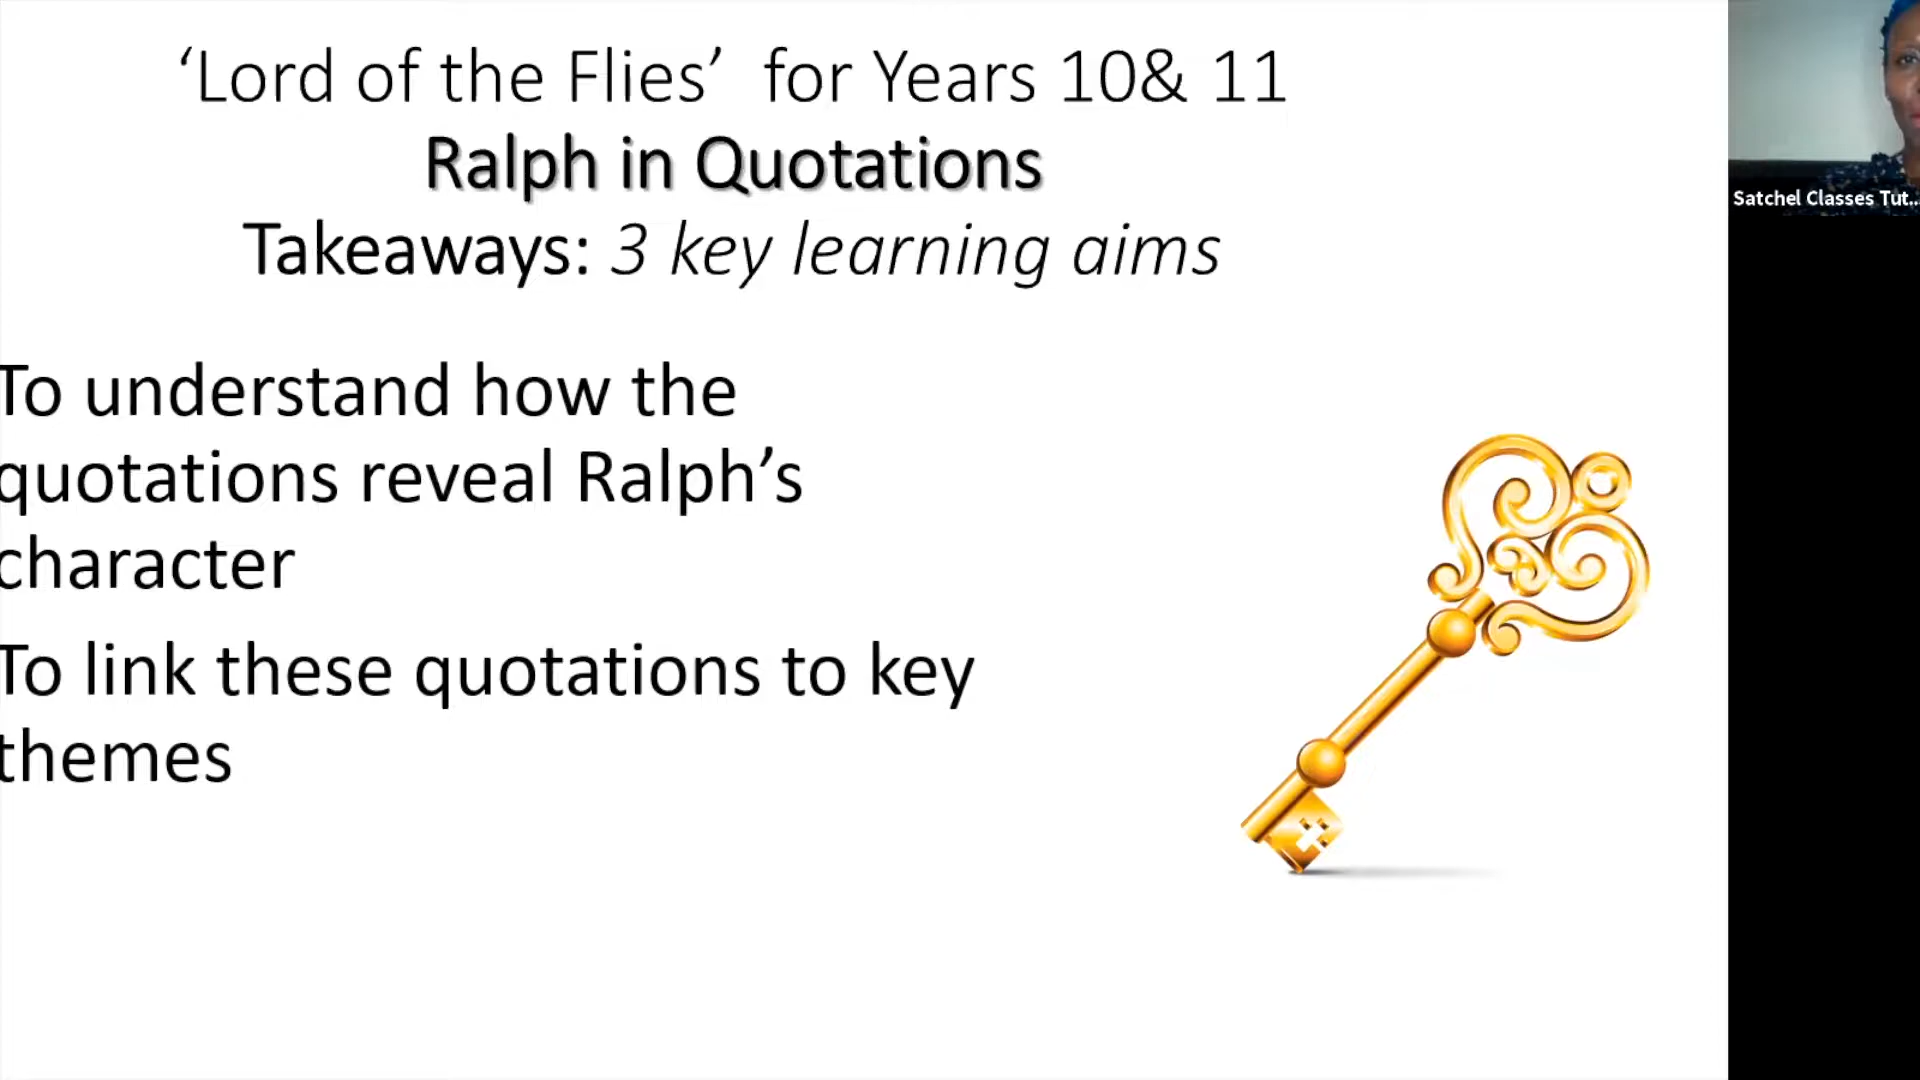 ‘Lord of the Flies’ for Years 10& 11
Ralph in Quotations
Takeaways: 3 key learning aims
To understand how the
quotations reveal Ralph’s
character
To link these quotations to key
themes
Satchel Classes Tut...